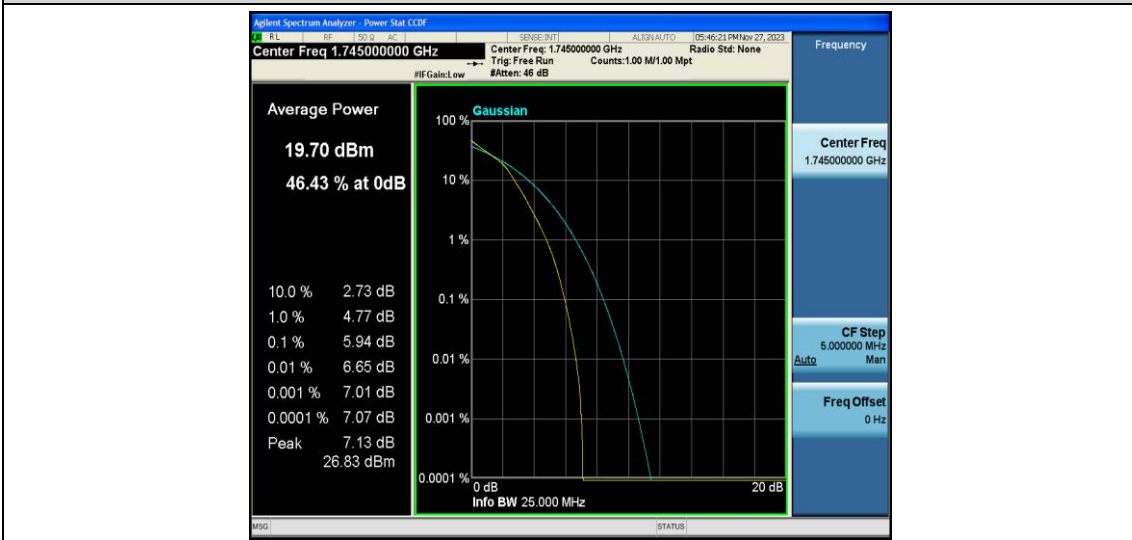 Agilent Spectrum Analyzer - Power Stat CCDF
LXI RL RF 50 Ω AC SENSE:INT ALIGNAUTO 05:46:21 PM Nov 27, 2023
Center Freq 1.745000000 GHz
Center Freq: 1.745000000 GHz Radio Std: None
Trig: Free Run Counts:1.00 M/1.00 Mpt
#IFGain:Low #Atten: 46 dB
Frequency
Average Power
19.70 dBm
46.43 % at 0dB
10.0 % 2.73 dB
1.0 % 4.77 dB
0.1 % 5.94 dB
0.01 % 6.65 dB
0.001 % 7.01 dB
0.0001 % 7.07 dB
Peak 7.13 dB
26.83 dBm
Gaussian
100 %
10 %
1 %
0.1 %
0.01 %
0.001 %
0.0001 %
0 dB 20 dB
Info BW 25.000 MHz
Center Freq
1.745000000 GHz
CF Step
5.000000 MHz
Auto Man
Freq Offset
0 Hz
MSG STATUS